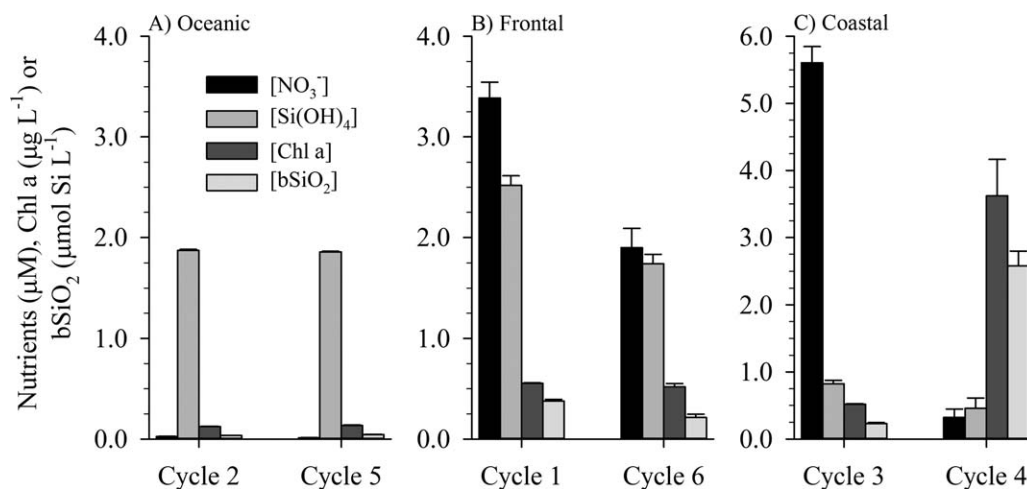 A) Oceanic
B) Frontal
C) Coastal
Nutrients (μM), Chl a (μg L⁻¹) or
bSiO₂ (μmol Si L⁻¹)
4.0
3.0
2.0
1.0
0.0
[NO₃⁻]
[Si(OH)₄]
[Chl a]
[bSiO₂]
4.0
3.0
2.0
1.0
0.0
6.0
5.0
4.0
3.0
2.0
1.0
0.0
Cycle 2 Cycle 5
Cycle 1 Cycle 6
Cycle 3 Cycle 4